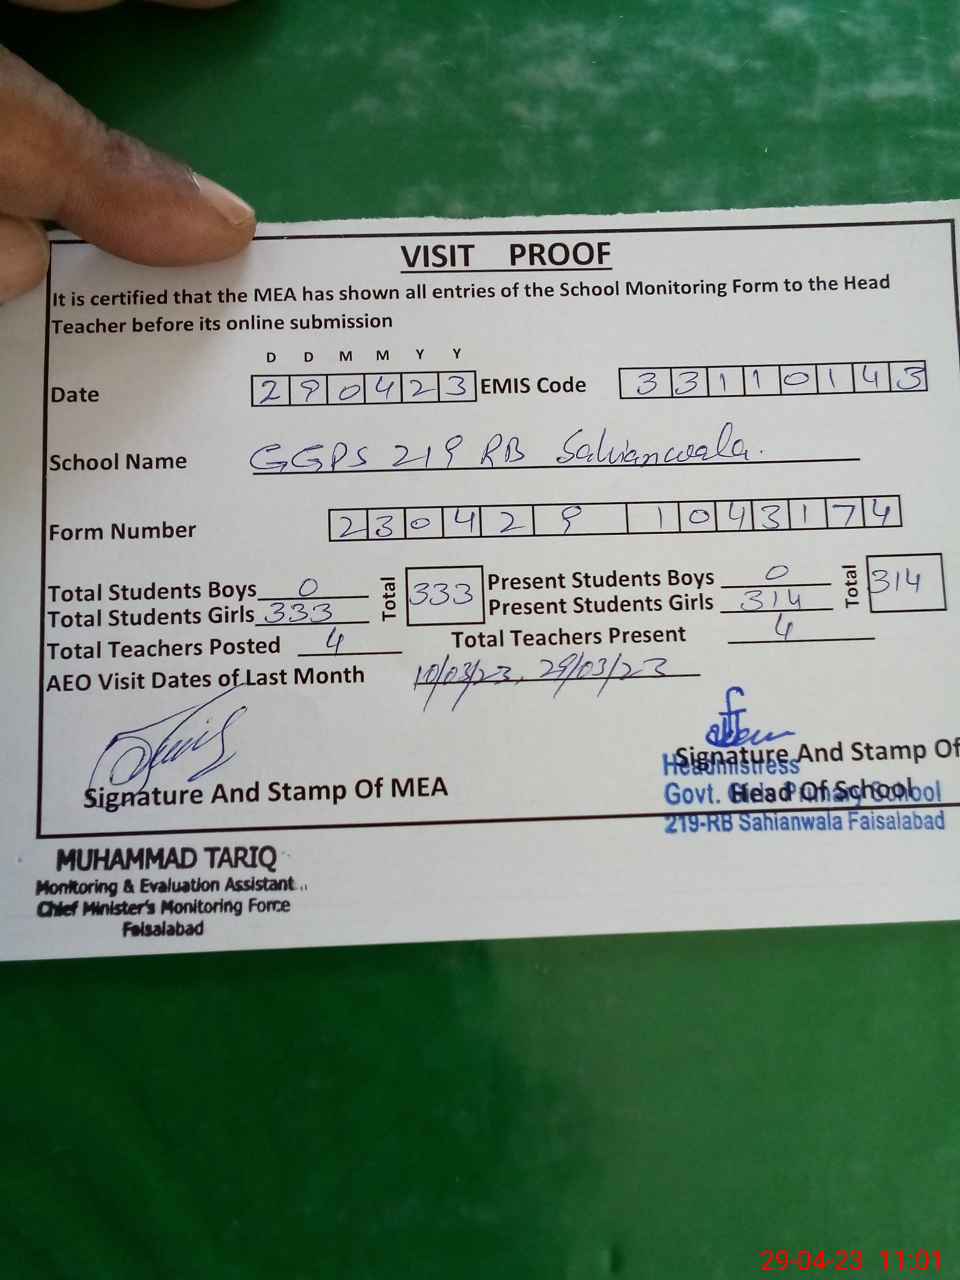 VISIT PROOF
It is certified that the MEA has shown all entries of the School Monitoring Form to the Head
Teacher before its online submission
D D M M Y Y
Date 290423 EMIS Code 33110143
School Name GGPS 219 RB Sahianwala.
Form Number 230429 1043174
Total Students Boys 0 Total 333 Present Students Boys 0 Total 314
Total Students Girls 333 Present Students Girls 314
Total Teachers Posted 4 Total Teachers Present 4
AEO Visit Dates of Last Month 10/03/23, 29/03/23
Signature And Stamp Of MEA
Signature And Stamp Of
Head Of School
Headmistress
Govt. Girls Primary School
219-RB Sahianwala Faisalabad
MUHAMMAD TARIQ
Monitoring & Evaluation Assistant
Chief Minister's Monitoring Force
Faisalabad
29-04-23 11:01